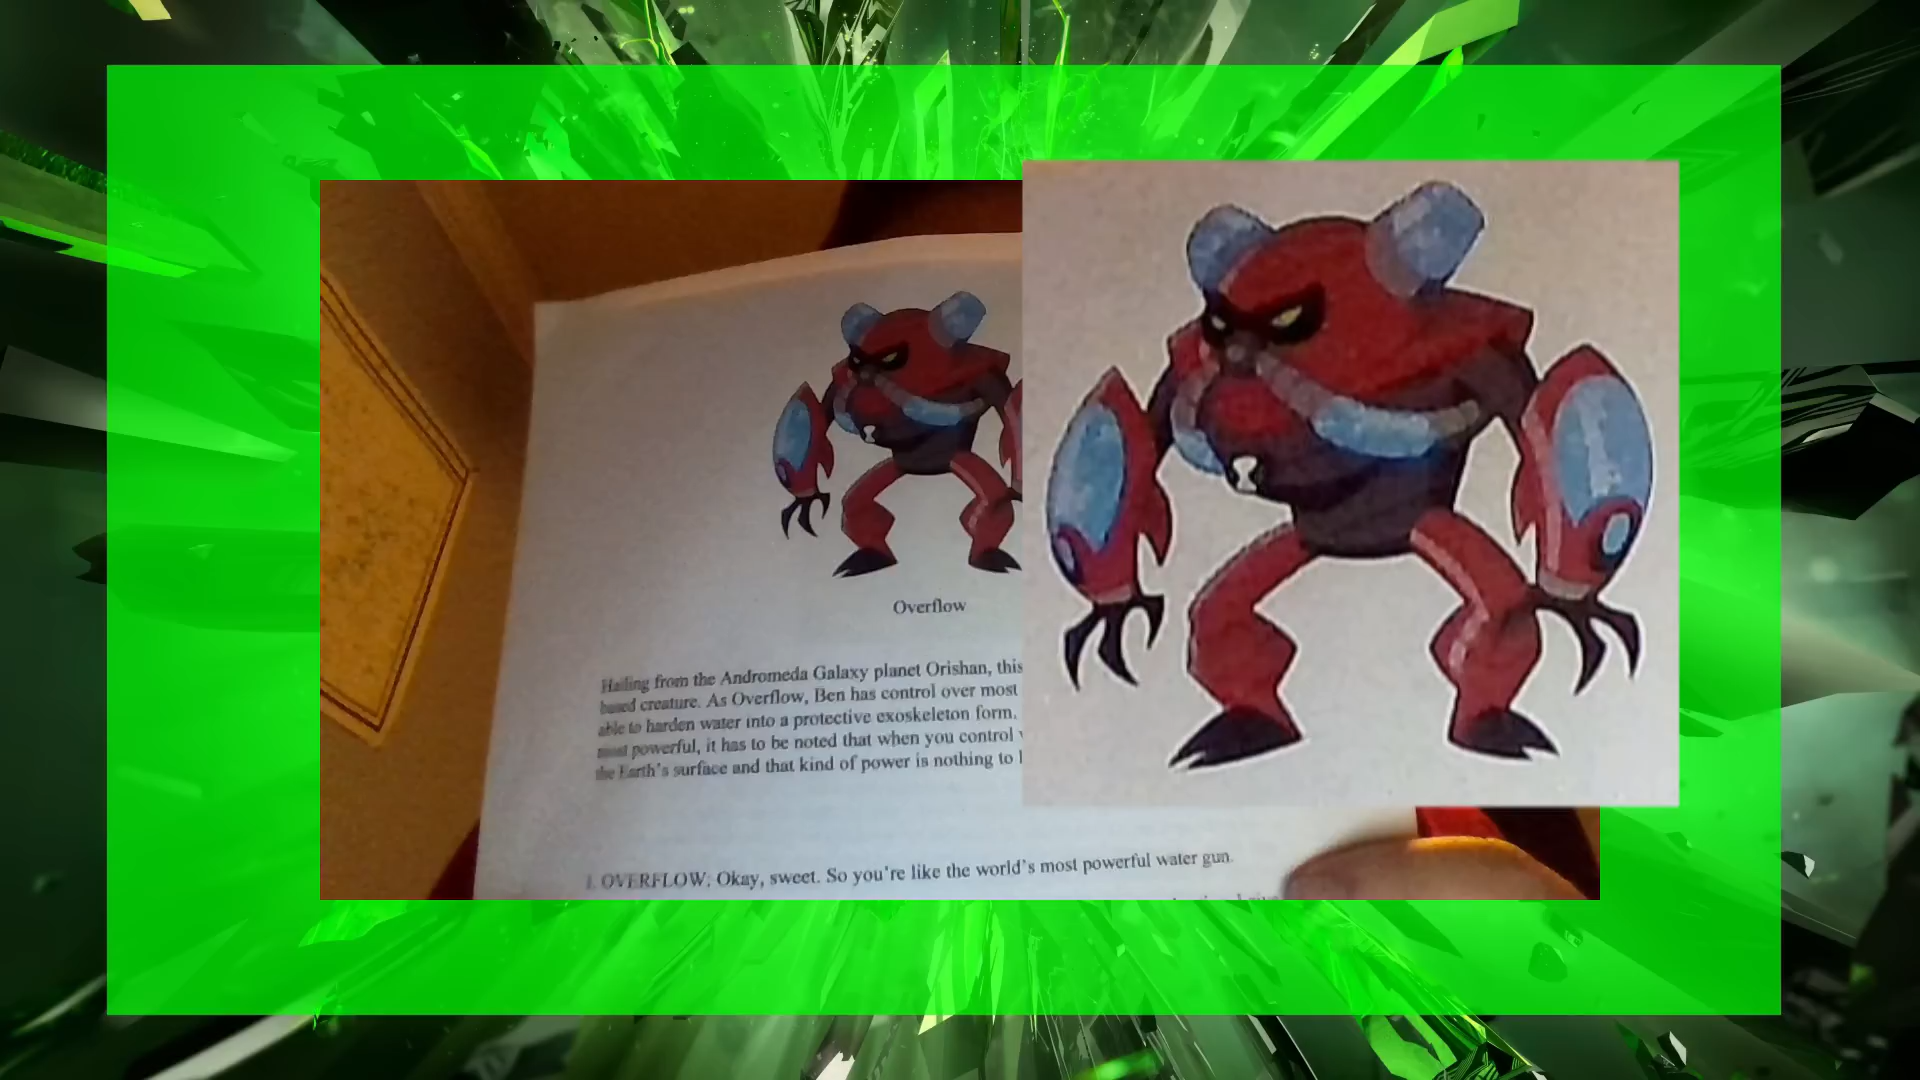 Overflow
Hailing from the Andromeda Galaxy planet Orishan, this
based creature. As Overflow, Ben has control over most
able to harden water into a protective exoskeleton form.
most powerful, it has to be noted that when you control
the Earth's surface and that kind of power is nothing to
1. OVERFLOW: Okay, sweet. So you're like the world's most powerful water gun.